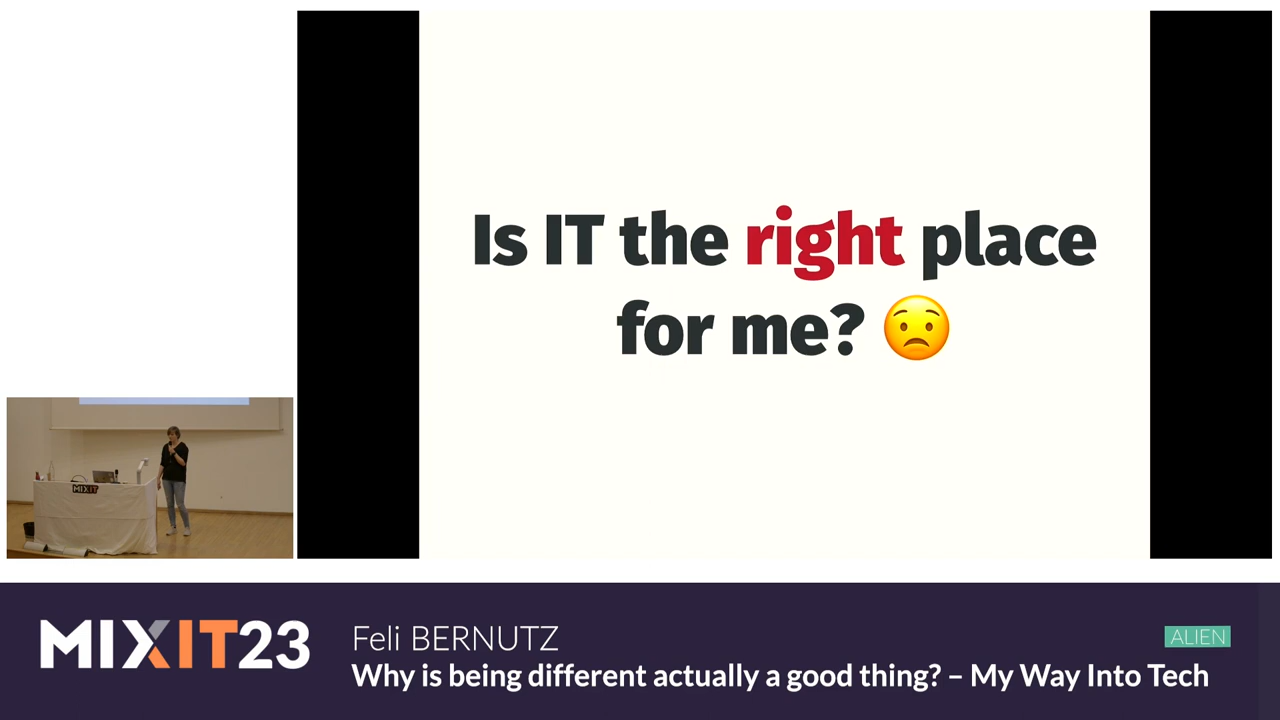 Is IT the right place
for me? 😟
MIXIT
MIXIT23
Feli BERNUTZ
ALIEN
Why is being different actually a good thing? – My Way Into Tech